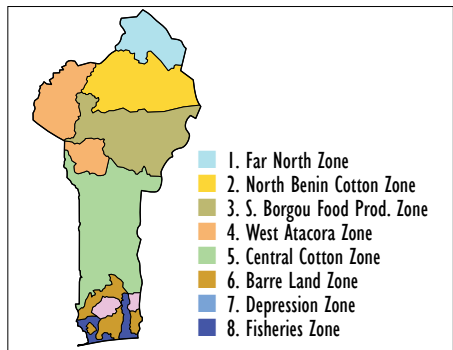 1. Far North Zone
2. North Benin Cotton Zone
3. S. Borgou Food Prod. Zone
4. West Atacora Zone
5. Central Cotton Zone
6. Barre Land Zone
7. Depression Zone
8. Fisheries Zone